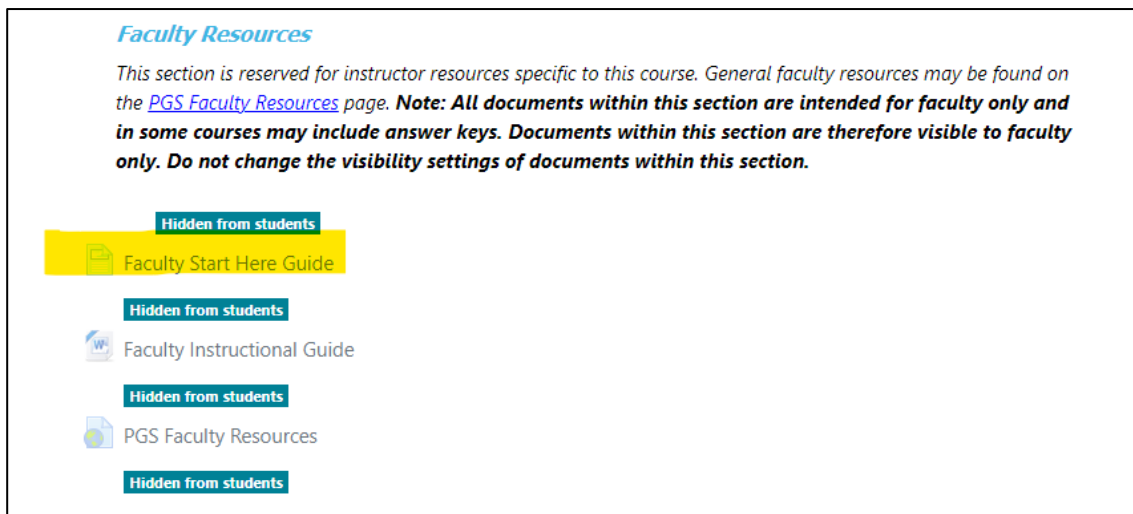 Faculty Resources
This section is reserved for instructor resources specific to this course. General faculty resources may be found on
the PGS Faculty Resources page. Note: All documents within this section are intended for faculty only and
in some courses may include answer keys. Documents within this section are therefore visible to faculty
only. Do not change the visibility settings of documents within this section.
Hidden from students
Faculty Start Here Guide
Hidden from students
Faculty Instructional Guide
Hidden from students
PGS Faculty Resources
Hidden from students